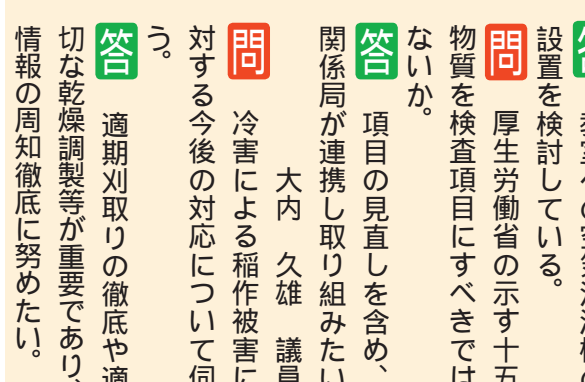 設置を検討している。
問 厚生労働省の示す十五
物質を検査項目にすべきでは
ないか。
答 項目の見直しを含め、
関係局が連携し取り組みたい
大内 久雄 議員
問 冷害による稲作被害に
対する今後の対応について伺
う。
答 適期刈取りの徹底や適
切な乾燥調製等が重要であり、
情報の周知徹底に努めたい。